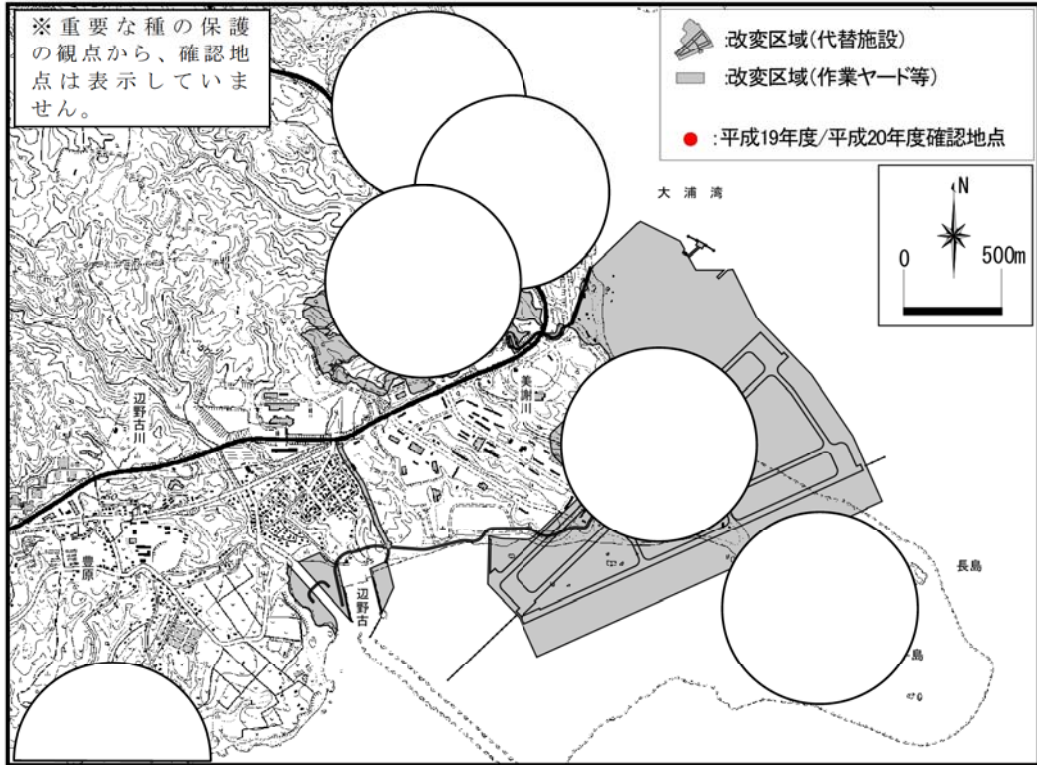 ※重要な種の保護
の観点から、確認地
点は表示していま
せん。
:改変区域(代替施設)
:改変区域(作業ヤード等)
:平成19年度/平成20年度確認地点
大浦湾
N
0 500m
美謝川
辺野古川
豊原
辺野古
長島
島